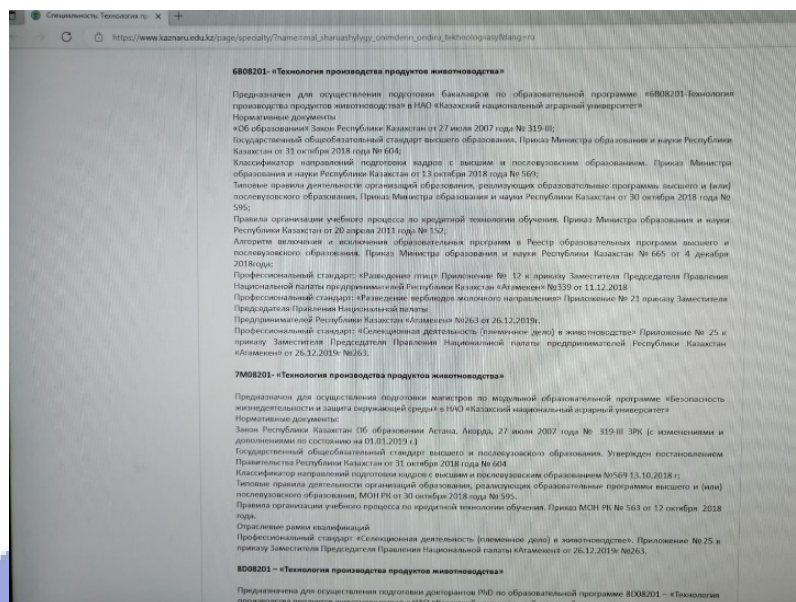 Специальность: Технология пр
https://www.kaznaru.edu.kz/page/specialty/?name=mal_sharuashylygy_onimderin_ondiru_tekhnologiasy&lang=ru
6В08201- «Технология производства продуктов животноводства»
Предназначен для осуществления подготовки бакалавров по образовательной программе «6В08201-Технология
производства продуктов животноводства» в НАО «Казахский национальный аграрный университет»
Нормативные документы
«Об образовании» Закон Республики Казахстан от 27 июля 2007 года № 319-III;
Государственный общеобязательный стандарт высшего образования. Приказ Министра образования и науки Республики
Казахстан от 31 октября 2018 года № 604;
Классификатор направлений подготовки кадров с высшим и послевузовским образованием. Приказ Министра
образования и науки Республики Казахстан от 13 октября 2018 года № 569;
Типовые правила деятельности организаций образования, реализующих образовательные программы высшего и (или)
послевузовского образования. Приказ Министра образования и науки Республики Казахстан от 30 октября 2018 года №
595;
Правила организации учебного процесса по кредитной технологии обучения. Приказ Министра образования и науки
Республики Казахстан от 20 апреля 2011 года № 152;
Алгоритм включения и исключения образовательных программ в Реестр образовательных программ высшего и
послевузовского образования. Приказ Министра образования и науки Республики Казахстан № 665 от 4 декабря
2018года;
Профессиональный стандарт: «Разведение птиц» Приложение № 12 к приказу Заместителя Председателя Правления
Национальной палаты предпринимателей Республики Казахстан «Атамекен» №339 от 11.12.2018
Профессиональный стандарт: «Разведение верблюдов молочного направления» Приложение № 21 приказу Заместителя
Председателя Правления Национальной палаты
Предпринимателей Республики Казахстан «Атамекен» №263 от 26.12.2019г.
Профессиональный стандарт: «Селекционная деятельность (племенное дело) в животноводстве» Приложение № 25 к
приказу Заместителя Председателя Правления Национальной палаты предпринимателей Республики Казахстан
«Атамекен» от 26.12.2019г №263.
7М08201- «Технология производства продуктов животноводства»
Предназначен для осуществления подготовки магистров по модульной образовательной программе «Безопасность
жизнедеятельности и защита окружающей среды» в НАО «Казахский национальный аграрный университет»
Нормативные документы:
Закон Республики Казахстан Об образовании Астана, Акорда, 27 июля 2007 года № 319-III ЗРК (с изменениями и
дополнениями по состоянию на 01.01.2019 г.)
Государственный общеобязательный стандарт высшего и послевузовского образования. Утвержден постановлением
Правительства Республики Казахстан от 31 октября 2018 года № 604
Классификатор направлений подготовки кадров с высшим и послевузовским образованием №569 13.10.2018 г;
Типовые правила деятельности организаций образования, реализующих образовательные программы высшего и (или)
послевузовского образования, МОН РК от 30 октября 2018 года № 595.
Правила организации учебного процесса по кредитной технологии обучения. Приказ МОН РК № 563 от 12 октября 2018
года.
Отраслевые рамки квалификаций
Профессиональный стандарт «Селекционная деятельность (племенное дело) в животноводстве». Приложение № 25 к
приказу Заместителя Председателя Правления Национальной палаты «Атамекен» от 26.12.2019г №263.
8D08201 – «Технология производства продуктов животноводства»
Предназначена для осуществления подготовки докторантов PhD по образовательной программе 8D08201 – «Технология